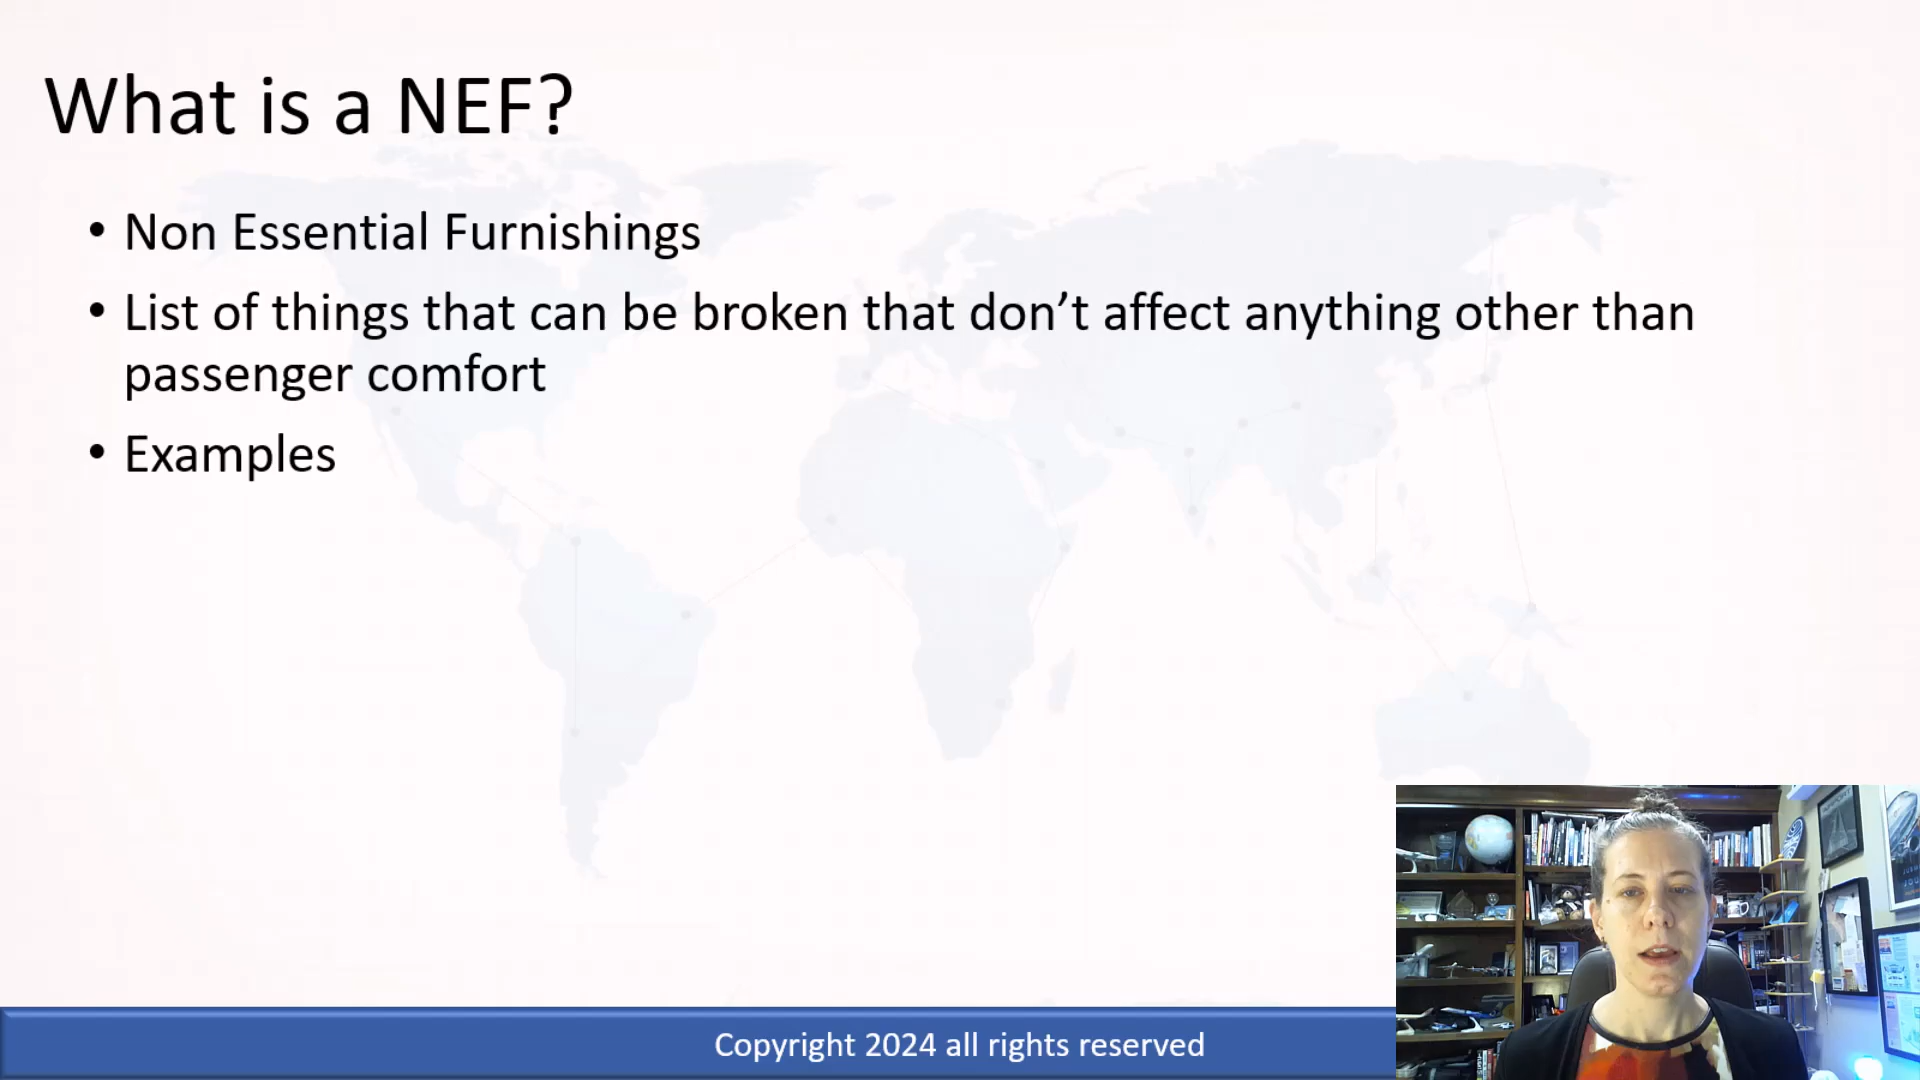 What is a NEF?
• Non Essential Furnishings
• List of things that can be broken that don’t affect anything other than
passenger comfort
• Examples
Copyright 2024 all rights reserved